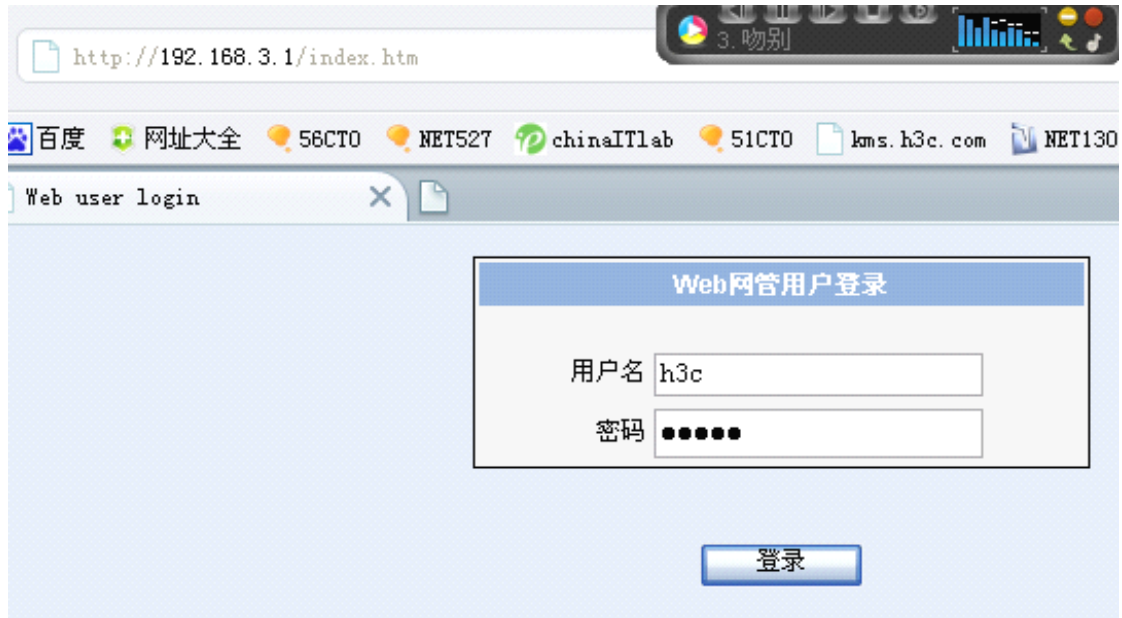 3. 吻别
http://192.168.3.1/index.htm
百度 网址大全 56CTO NET527 chinaITlab 51CTO kms.h3c.com NET130
Web user login
Web网管用户登录
用户名 h3c
密码 ●●●●●
登录